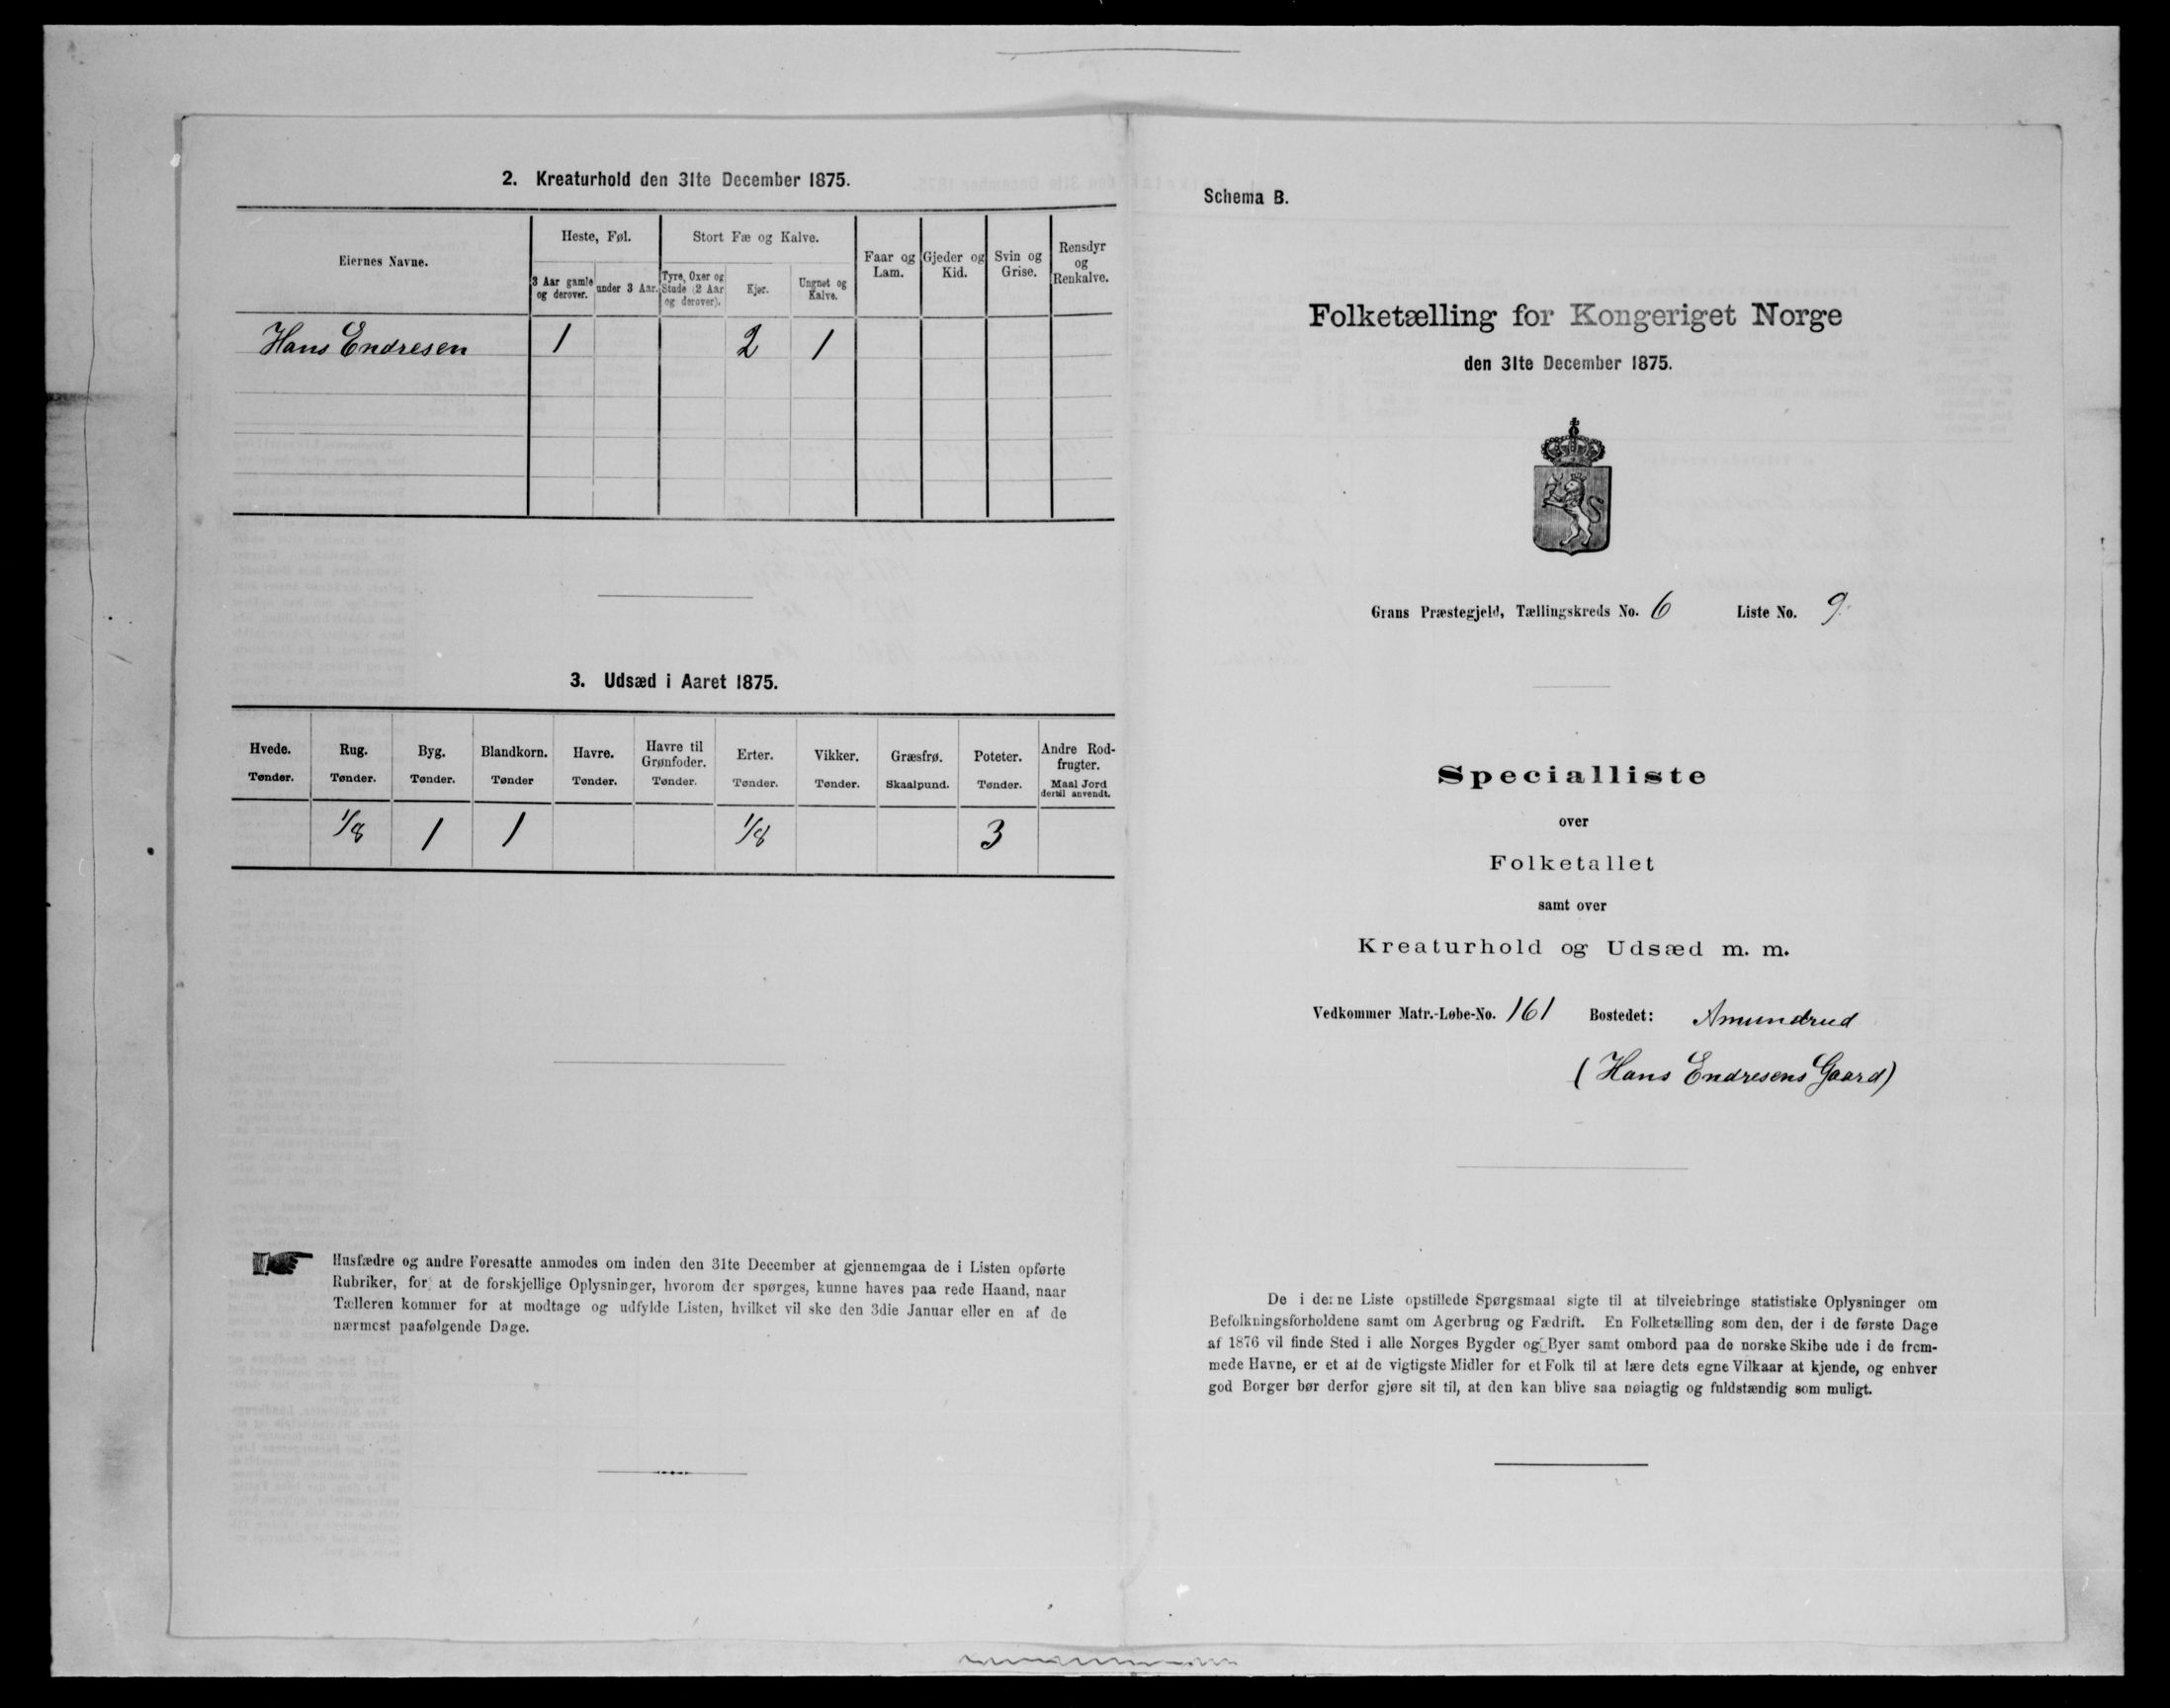 2. Kreaturhold den 31te December 1875.
Eiernes Navne.
Heste, Føl.
Stort Fæ og Kalve.
Faar og Lam.
Gjeder og Kid.
Svin og Grise.
Rensdyr og Renkalve.
3 Aar gamle og derover.
under 3 Aar.
Tyre, Oxer og Stude (2 Aar og derover).
Kjør.
Ungnøt og Kalve.
Hans Endresen 1 2 1
3. Udsæd i Aaret 1875.
Hvede. Rug. Byg. Blandkorn. Havre. Havre til Grønfoder. Erter. Vikker. Græsfrø. Poteter. Andre Rodfrugter.
Tønder. Tønder. Tønder. Tønder Tønder. Tønder. Tønder. Tønder. Skaalpund. Tønder. Maal Jord dertil anvendt.
1/8 1 1 1/8 3
Husfædre og andre Foresatte anmodes om inden den 31te December at gjennemgaa de i Listen opførte
Rubriker, for at de forskjellige Oplysninger, hvorom der spørges, kunne haves paa rede Haand, naar
Tælleren kommer for at modtage og udfylde Listen, hvilket vil ske den 3die Januar eller en af de
nærmest paafølgende Dage.
Schema B.
Folketælling for Kongeriget Norge
den 31te December 1875.
Grans Præstegjeld, Tællingskreds No. 6 Liste No. 9.
Specialliste
over
Folketallet
samt over
Kreaturhold og Udsæd m. m.
Vedkommer Matr.-Løbe-No. 161 Bostedet: Amundrud
(Hans Endresens Gaard)
De i denne Liste opstillede Spørgsmaal sigte til at tilveiebringe statistiske Oplysninger om
Befolkningsforholdene samt om Agerbrug og Fædrift. En Folketælling som den, der i de første Dage
af 1876 vil finde Sted i alle Norges Bygder og Byer samt ombord paa de norske Skibe ude i de frem-
mede Havne, er et af de vigtigste Midler for et Folk til at lære dets egne Vilkaar at kjende, og enhver
god Borger bør derfor gjøre sit til, at den kan blive saa nøiagtig og fuldstændig som muligt.